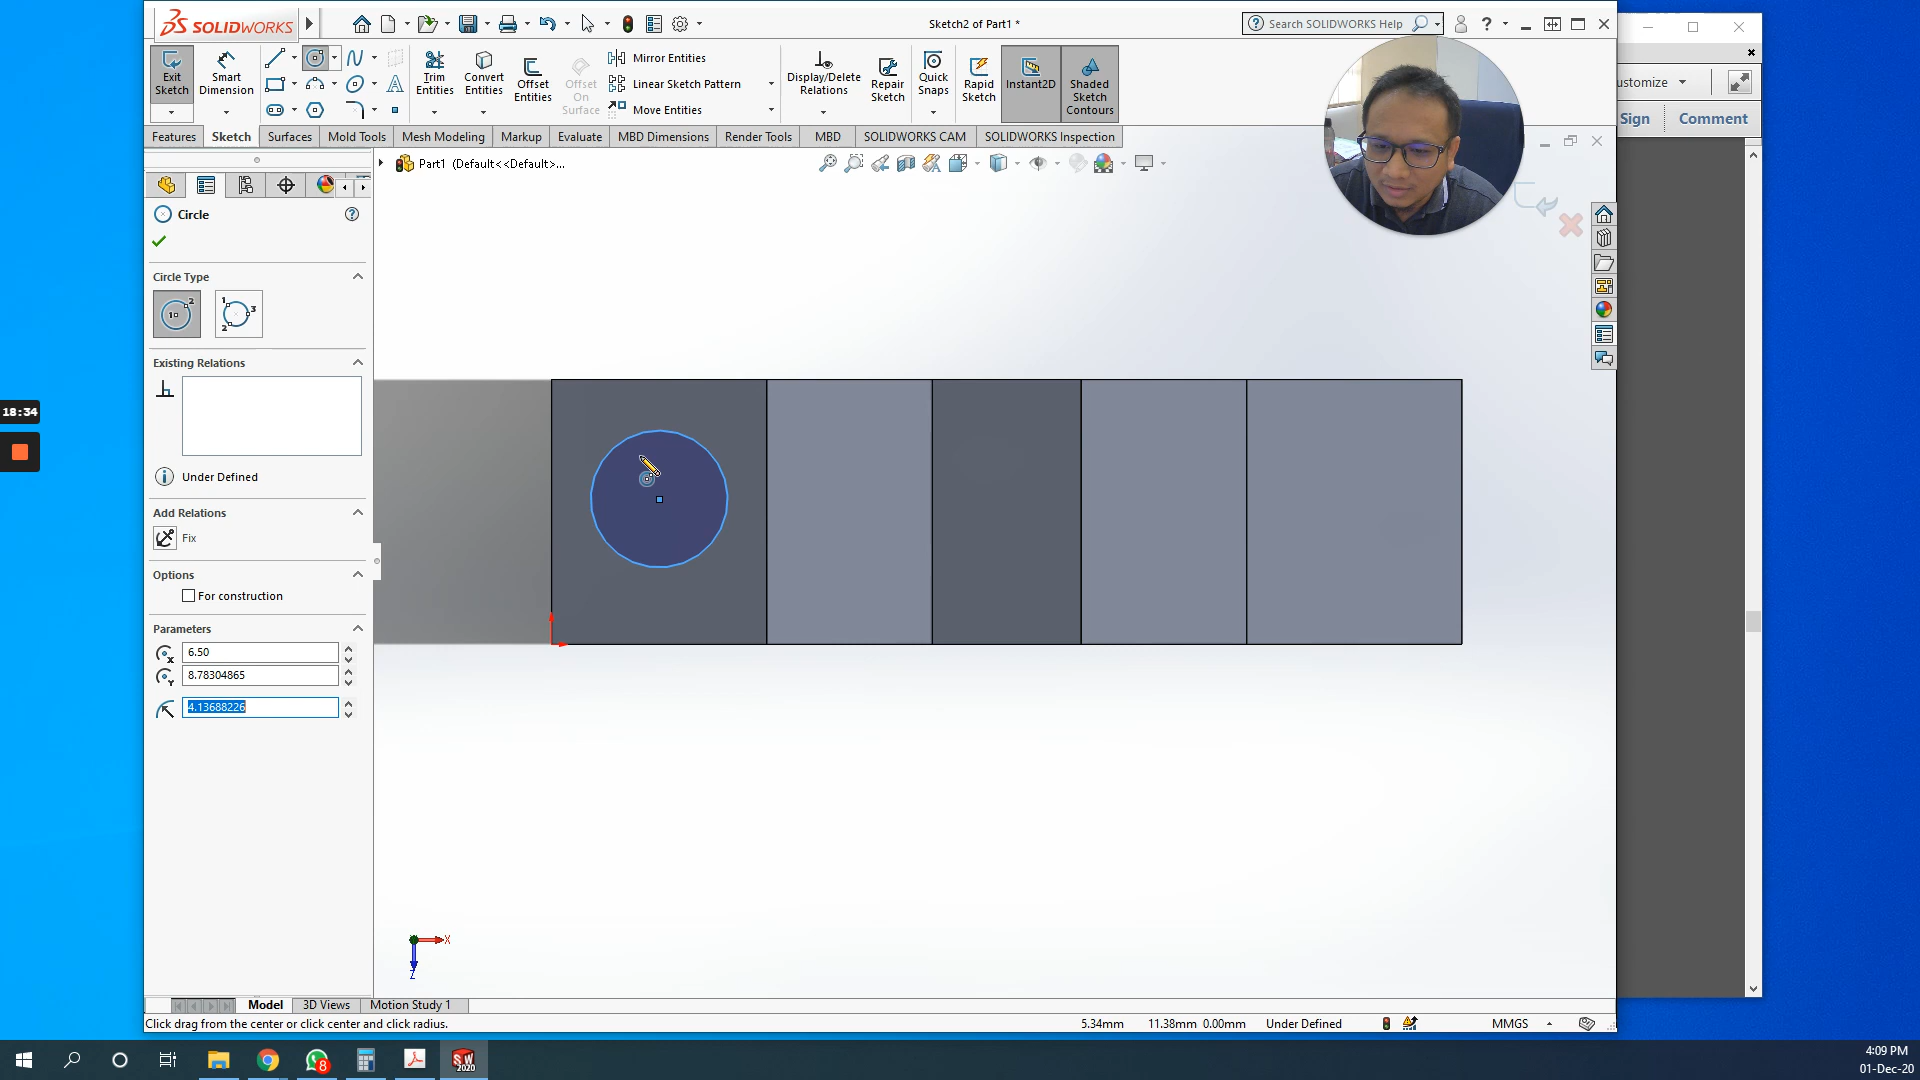 SOLIDWORKS
Sketch2 of Part1 *
Search SOLIDWORKS Help
Exit Sketch
Smart Dimension
Trim Entities
Convert Entities
Offset Entities
Offset On Surface
Mirror Entities
Linear Sketch Pattern
Move Entities
Display/Delete Relations
Repair Sketch
Quick Snaps
Rapid Sketch
Instant2D
Shaded Sketch Contours
ustomize
Sign
Comment
Features
Sketch
Surfaces
Mold Tools
Mesh Modeling
Markup
Evaluate
MBD Dimensions
Render Tools
MBD
SOLIDWORKS CAM
SOLIDWORKS Inspection
Part1 (Default<<Default>...
Circle
Circle Type
Existing Relations
Under Defined
Add Relations
Fix
Options
For construction
Parameters
6.50
8.78304865
4.13688226
18:34
X
Z
Model
3D Views
Motion Study 1
Click drag from the center or click center and click radius.
5.34mm
11.38mm 0.00mm
Under Defined
MMGS
8
SW
2020
4:09 PM
01-Dec-20